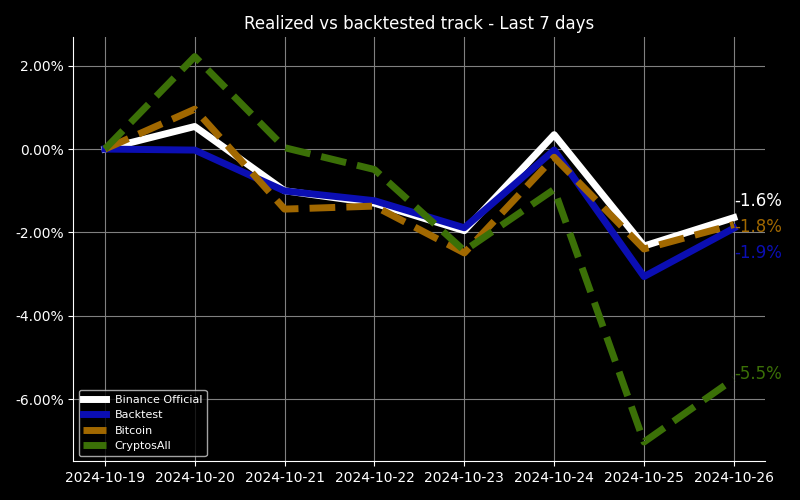 Realized vs backtested track - Last 7 days
2.00%
0.00%
-2.00%
-4.00%
-6.00%
-1.6%
-1.8%
-1.9%
-5.5%
Binance Official
Backtest
Bitcoin
CryptosAll
2024-10-19 2024-10-20 2024-10-21 2024-10-22 2024-10-23 2024-10-24 2024-10-25 2024-10-26